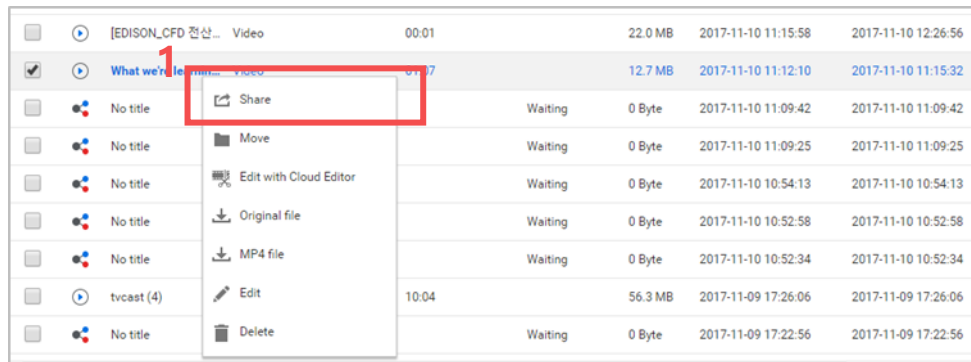 [EDISON_CFD 전산... Video 00:01 22.0 MB 2017-11-10 11:15:58 2017-11-10 12:26:56
1
What we're learnin... Video 01:07 12.7 MB 2017-11-10 11:12:10 2017-11-10 11:15:32
Share
No title Waiting 0 Byte 2017-11-10 11:09:42 2017-11-10 11:09:42
Move
No title Waiting 0 Byte 2017-11-10 11:09:25 2017-11-10 11:09:25
Edit with Cloud Editor
No title Waiting 0 Byte 2017-11-10 10:54:13 2017-11-10 10:54:13
Original file
No title Waiting 0 Byte 2017-11-10 10:52:58 2017-11-10 10:52:58
MP4 file
No title Waiting 0 Byte 2017-11-10 10:52:34 2017-11-10 10:52:34
Edit
tvcast (4) 10:04 56.3 MB 2017-11-09 17:26:06 2017-11-09 17:26:06
Delete
No title Waiting 0 Byte 2017-11-09 17:22:56 2017-11-09 17:22:56